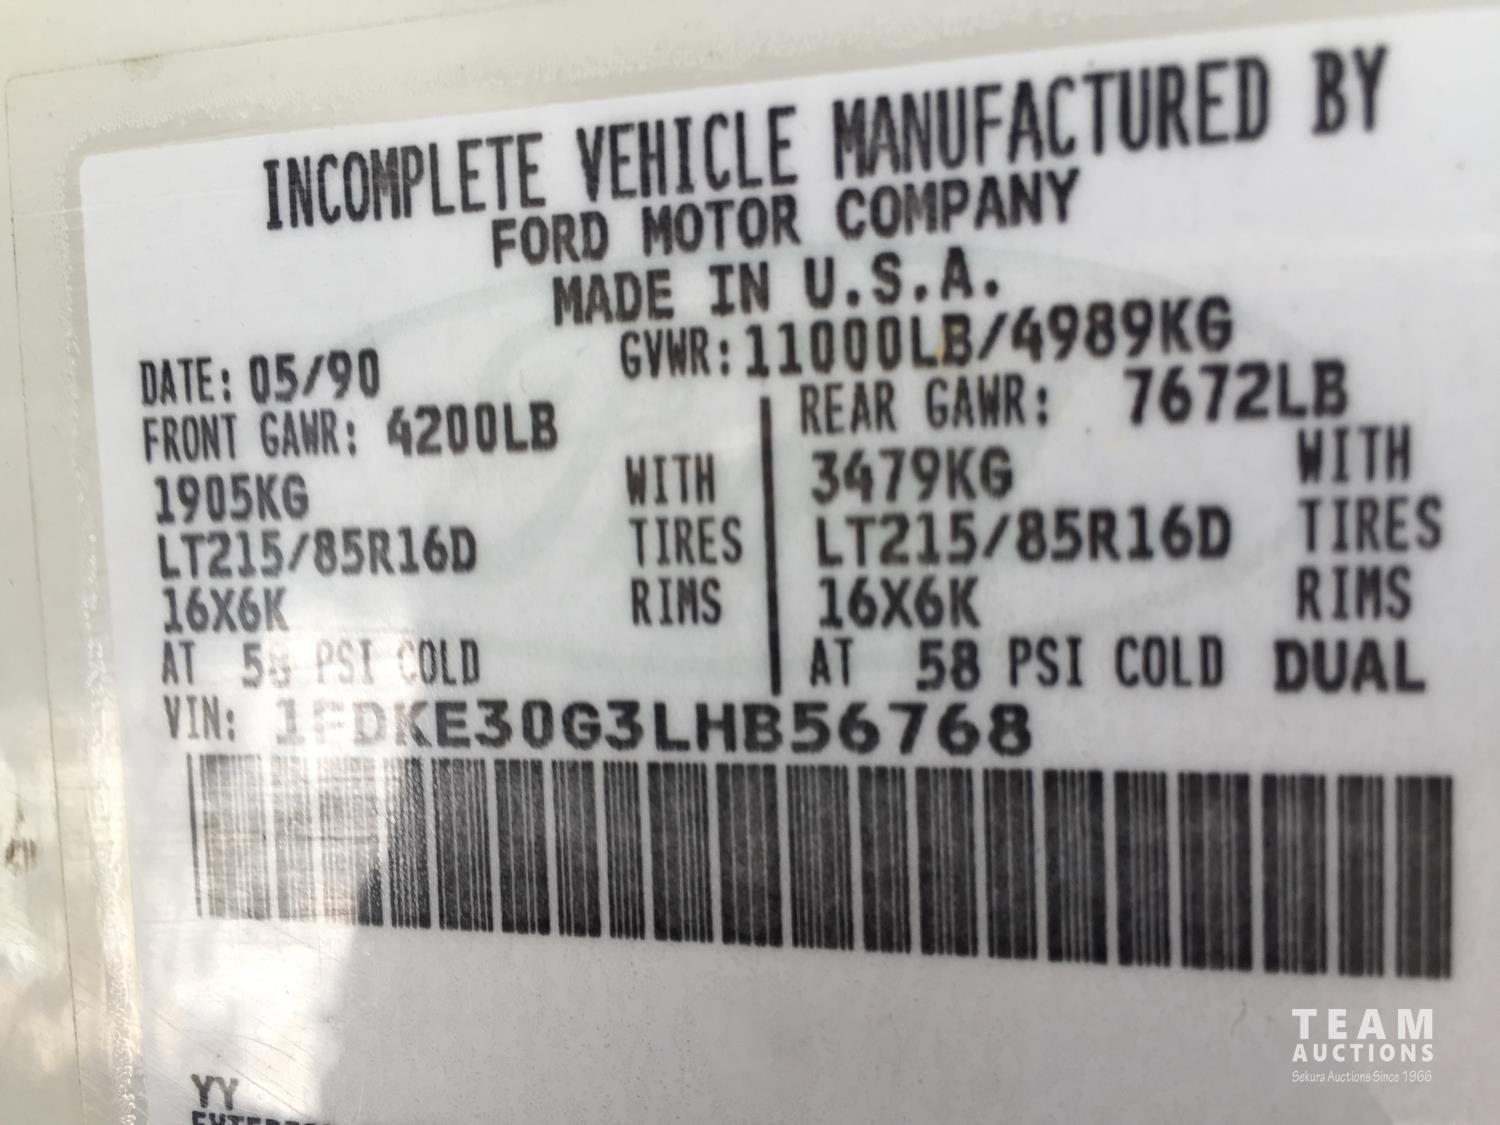 INCOMPLETE VEHICLE MANUFACTURED BY
FORD MOTOR COMPANY
MADE IN U.S.A.
DATE: 05/90 GVWR: 11000LB/4989KG
FRONT GAWR: 4200LB REAR GAWR: 7672LB
1905KG WITH 3479KG WITH
LT215/85R16D TIRES LT215/85R16D TIRES
16X6K RIMS 16X6K RIMS
AT 58 PSI COLD AT 58 PSI COLD DUAL
VIN: 1FDKE30G3LHB56768
YY
TEAM
AUCTIONS
Sekura Auctions Since 1966